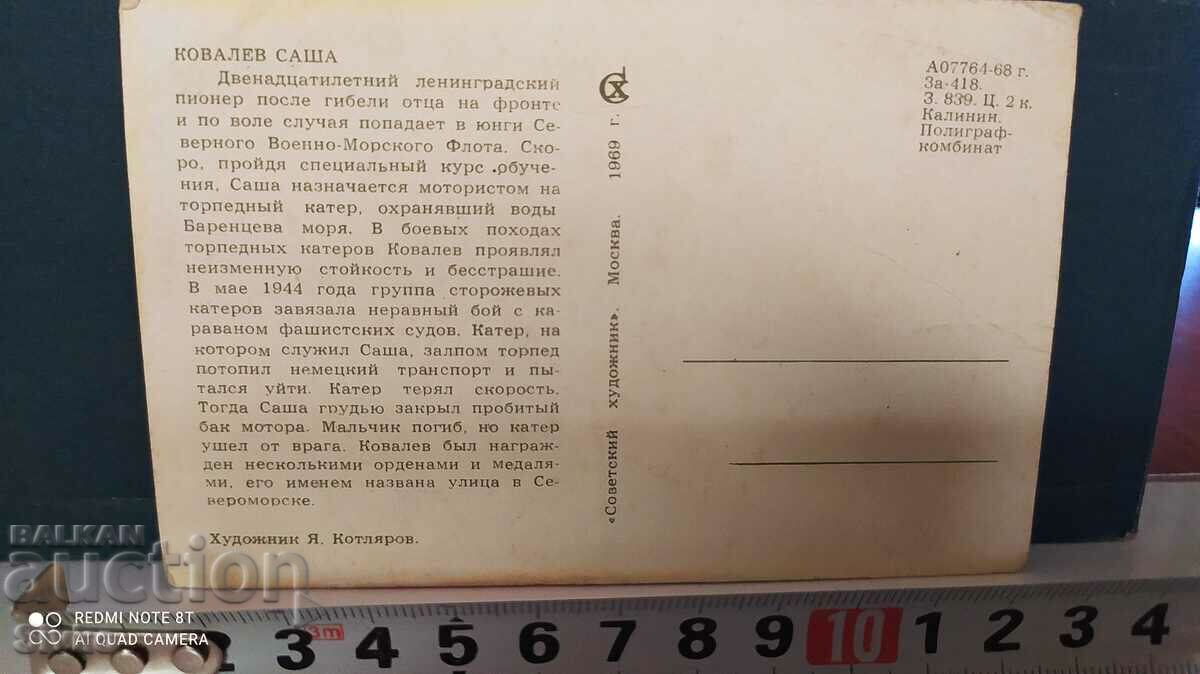 КОВАЛЕВ САША
Двенадцатилетний ленинградский
пионер после гибели отца на фронте
и по воле случая попадает в юнги Се-
верного Военно-Морского Флота. Ско-
ро, пройдя специальный курс обуче-
ния, Саша назначается мотористом на
торпедный катер, охранявший воды
Баренцева моря. В боевых походах
торпедных катеров Ковалев проявлял
неизменную стойкость и бесстрашие.
В мае 1944 года группа сторожевых
катеров завязала неравный бой с ка-
раваном фашистских судов. Катер, на
котором служил Саша, залпом торпед
потопил немецкий транспорт и пы-
тался уйти. Катер терял скорость.
Тогда Саша грудью закрыл пробитый
бак мотора. Мальчик погиб, но катер
ушел от врага. Ковалев был награж-
ден несколькими орденами и медаля-
ми, его именем названа улица в Се-
вероморске.
Художник Я. Котляров.
«Советский художник». Москва. 1969 г.
СХ
А07764-68 г.
За-418.
З. 839. Ц. 2 к.
Калинин.
Полиграф-
комбинат
BALKAN
auction
REDMI NOTE 8T
AI QUAD CAMERA
2 3 3m 4 5 6 7 8 9 10 1 2 3 4